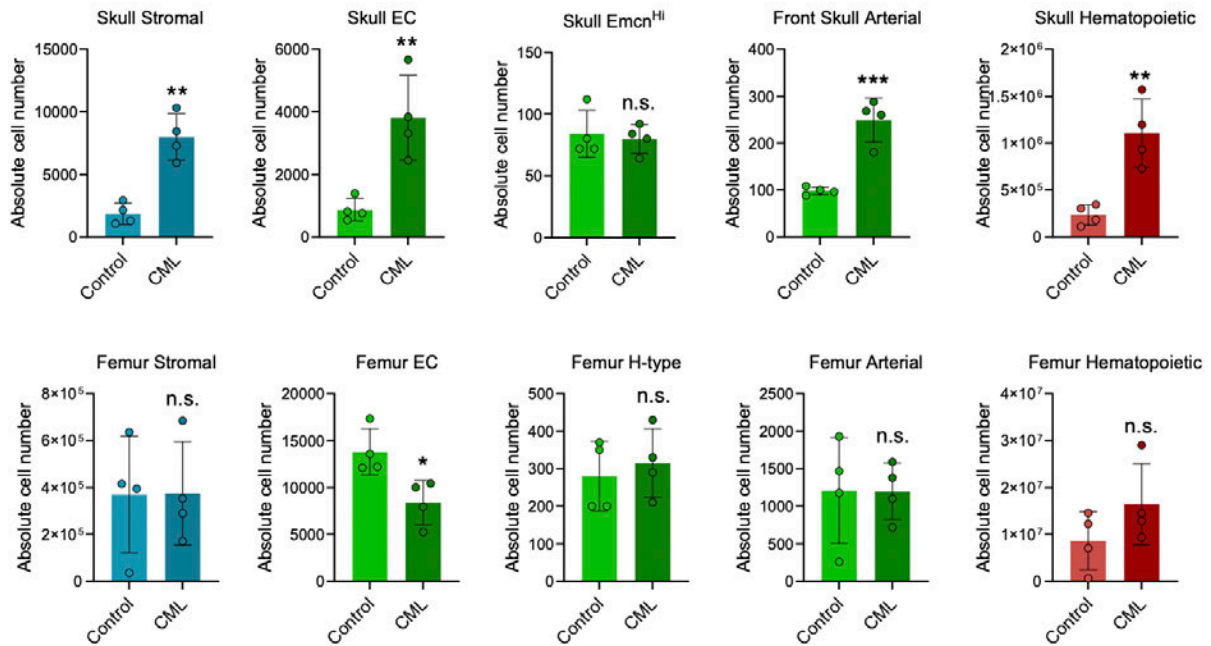 Skull Stromal
Absolute cell number
15000
10000
5000
0
**
Control
CML
Skull EC
Absolute cell number
6000
4000
2000
0
**
Control
CML
Skull Emcnᴴⁱ
Absolute cell number
150
100
50
0
n.s.
Control
CML
Front Skull Arterial
Absolute cell number
400
300
200
100
0
***
Control
CML
Skull Hematopoietic
Absolute cell number
2×10⁶
1.5×10⁶
1×10⁶
5×10⁵
0
**
Control
CML
Femur Stromal
Absolute cell number
8×10⁵
6×10⁵
4×10⁵
2×10⁵
0
n.s.
Control
CML
Femur EC
Absolute cell number
20000
15000
10000
5000
0
*
Control
CML
Femur H-type
Absolute cell number
500
400
300
200
100
0
n.s.
Control
CML
Femur Arterial
Absolute cell number
2500
2000
1500
1000
500
0
n.s.
Control
CML
Femur Hematopoietic
Absolute cell number
4×10⁷
3×10⁷
2×10⁷
1×10⁷
0
n.s.
Control
CML